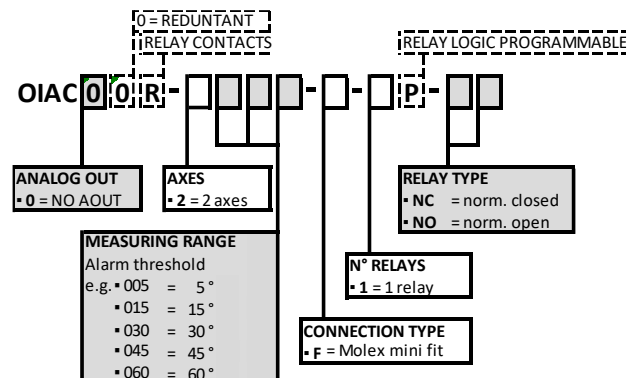 0 = REDUNTANT
RELAY CONTACTS
RELAY LOGIC PROGRAMMABLE
OIAC 0 0 R - - - P -
ANALOG OUT
▪ 0 = NO AOUT
AXES
▪ 2 = 2 axes
RELAY TYPE
▪ NC = norm. closed
▪ NO = norm. open
MEASURING RANGE
Alarm threshold
e.g. ▪ 005 = 5 °
▪ 015 = 15 °
▪ 030 = 30 °
▪ 045 = 45 °
▪ 060 = 60 °
N° RELAYS
▪ 1 = 1 relay
CONNECTION TYPE
▪ F = Molex mini fit